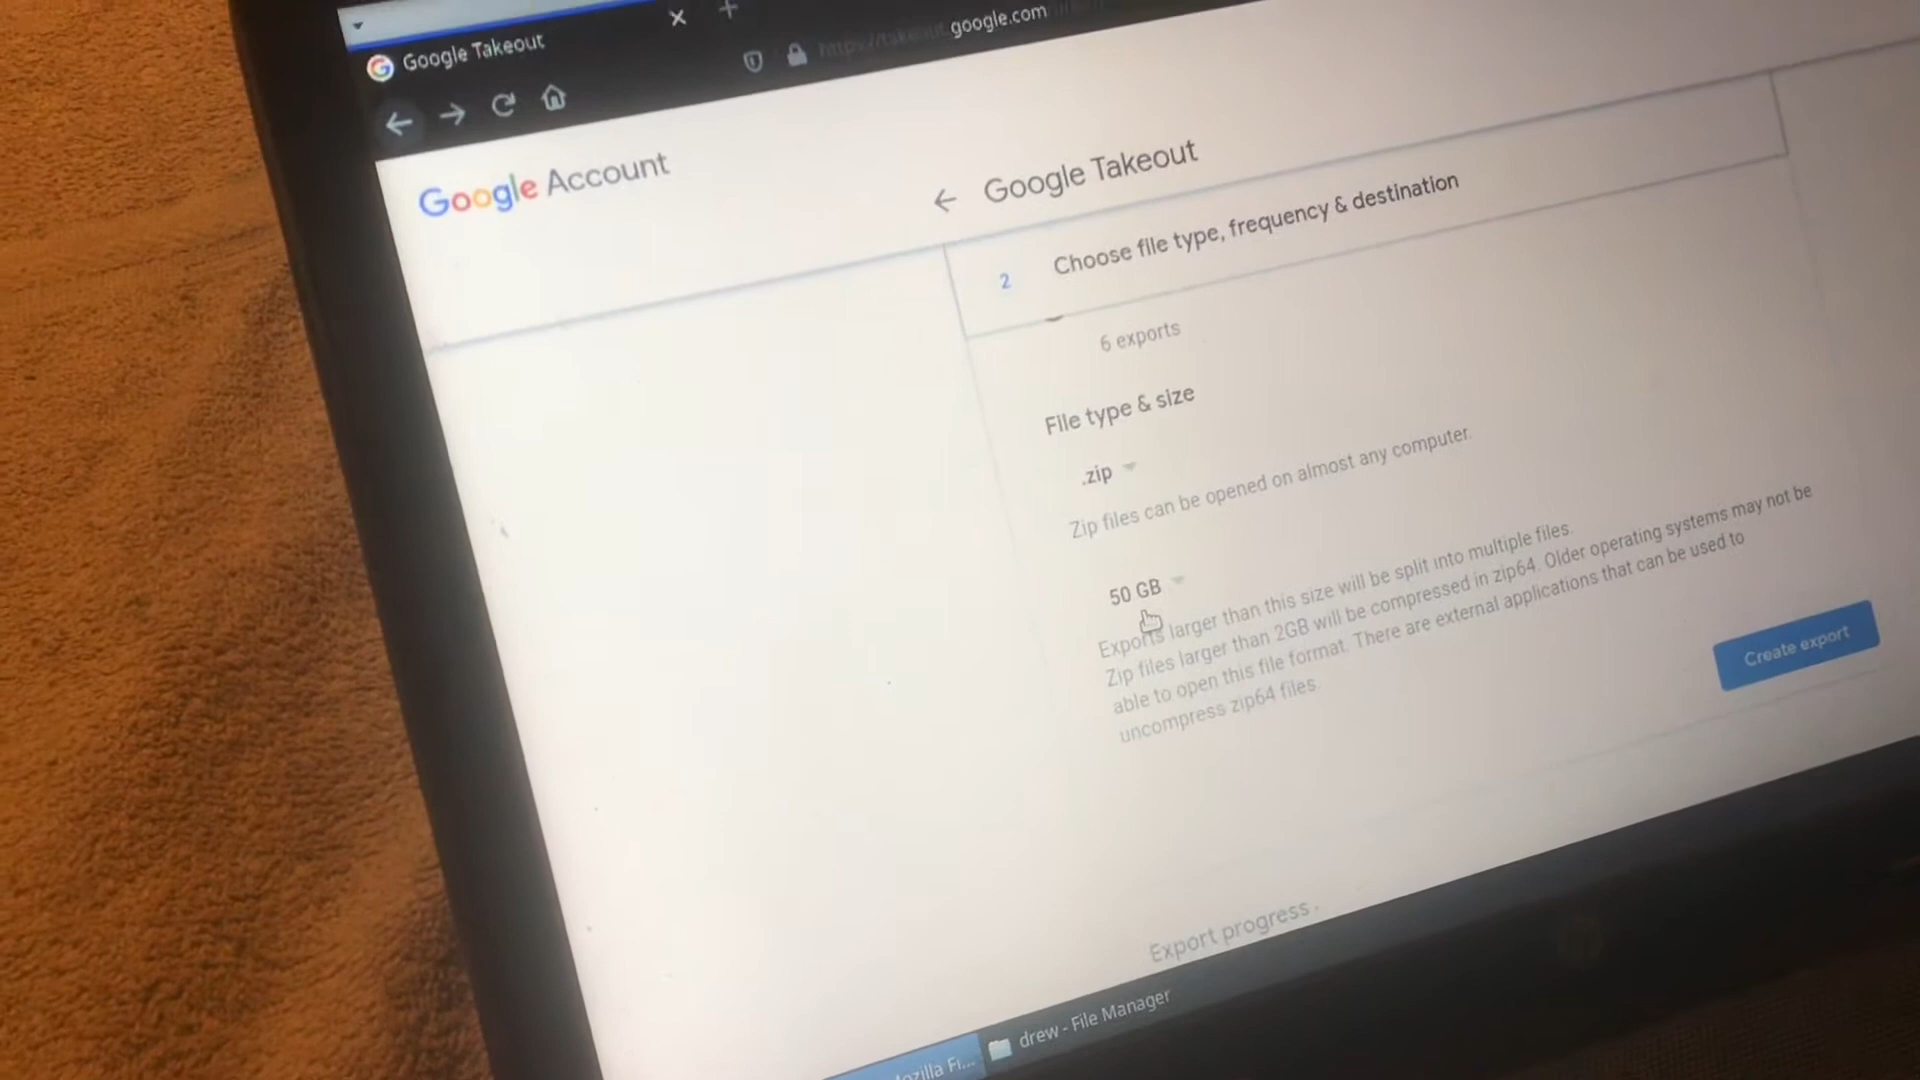 Google Takeout
google.com
Google Account
Google Takeout
2 Choose file type, frequency & destination
6 exports
File type & size
.zip
Zip files can be opened on almost any computer.
50 GB
Exports larger than this size will be split into multiple files.
Zip files larger than 2GB will be compressed in zip64. Older operating systems may not be
able to open this file format. There are external applications that can be used to
uncompress zip64 files.
Create export
Export progress
ozilla Fi...
drew - File Manager